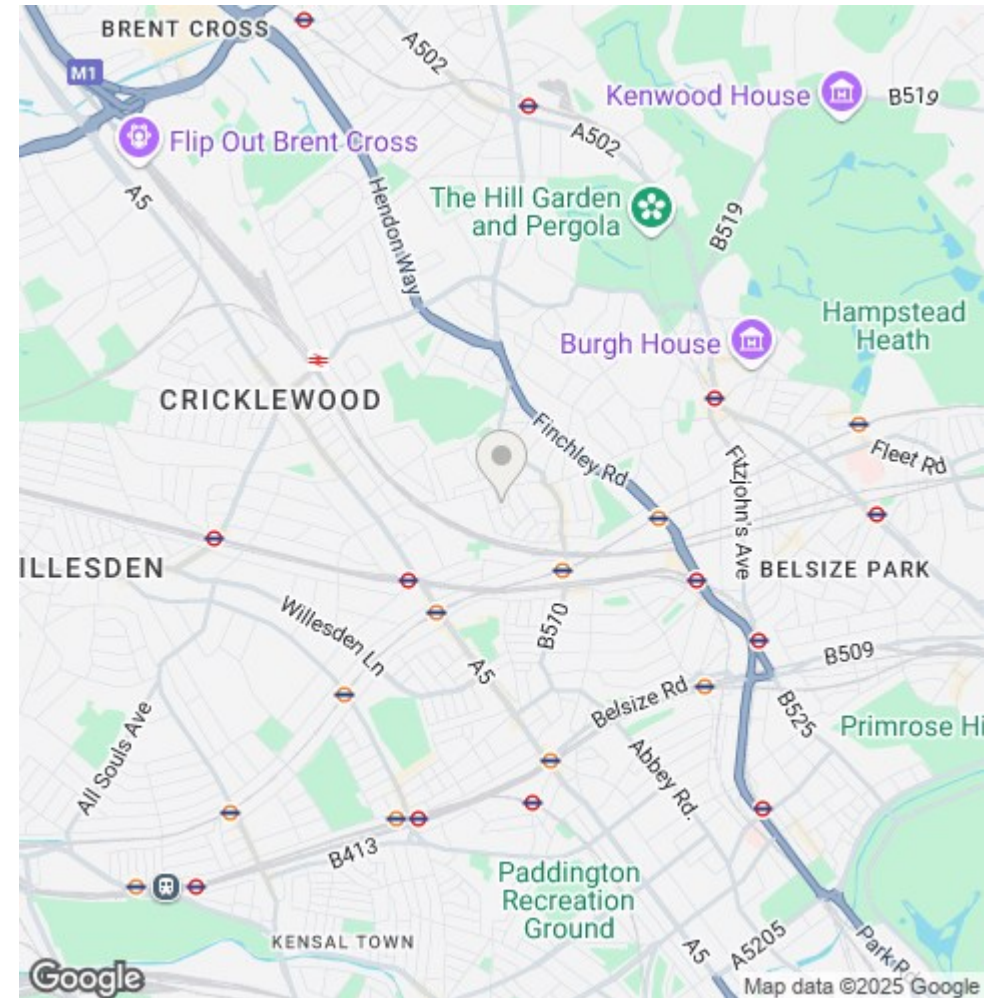 BRENT CROSS
A502
M1
Kenwood House
B519
A502
Flip Out Brent Cross
A5
Hendon Way
The Hill Garden
and Pergola
B519
Hampstead
Heath
Burgh House
CRICKLEWOOD
Finchley Rd
Fitzjohn's Ave
Fleet Rd
ILLESDEN
BELSIZE PARK
Willesden Ln
B510
A5
B509
Belsize Rd
B525
Primrose Hi
All Souls Ave
Abbey Rd.
B413
Paddington
Recreation
Ground
KENSAL TOWN
A5
A5205
Park Rd
Google
Map data ©2025 Google